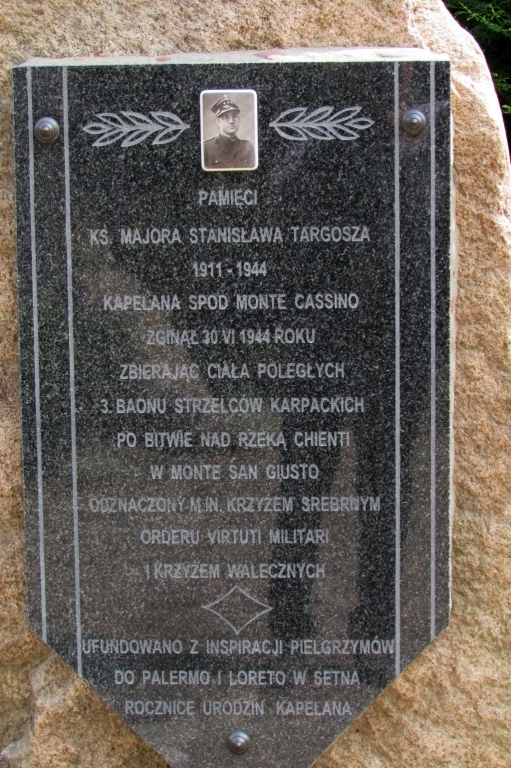 PAMIĘCI
KŚ. MAJORA STANISŁAWA TARGOSZA
1911 - 1944
KAPELANA SPOD MONTE CASSINO
ZGINĄŁ 30 VI 1944 ROKU
ZBIERAJĄC CIAŁA POLEGŁYCH
3. BAONU STRZELCÓW KARPACKICH
PO BITWIE NAD RZEKĄ CHIENTI
W MONTE SAN GIUSTO
ODZNACZONY M.IN. KRZYŻEM SREBRNYM
ORDERU VIRTUTI MILITARI
I KRZYŻEM WALECZNYCH
UFUNDOWANO Z INSPIRACJI PIELGRZYMÓW
DO PALERMO I LORETO W SETNĄ
ROCZNICĘ URODZIN KAPELANA